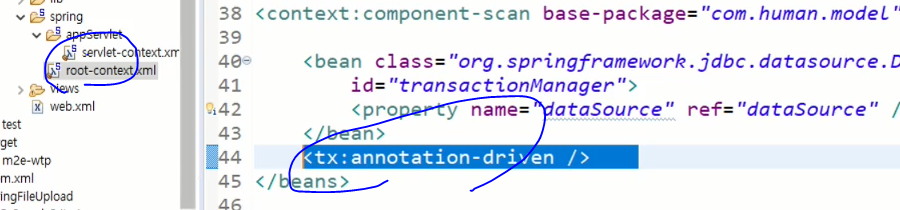 spring
appServlet
servlet-context.xm
root-context.xml
views
web.xml
test
get
m2e-wtp
m.xml
ingFileUpload
38 <context:component-scan base-package="com.human.model"
39
40 <bean class="org.springframework.jdbc.datasource.D
41 id="transactionManager">
42 <property name="dataSource" ref="dataSource" /
43 </bean>
44 <tx:annotation-driven />
45 </beans>
46